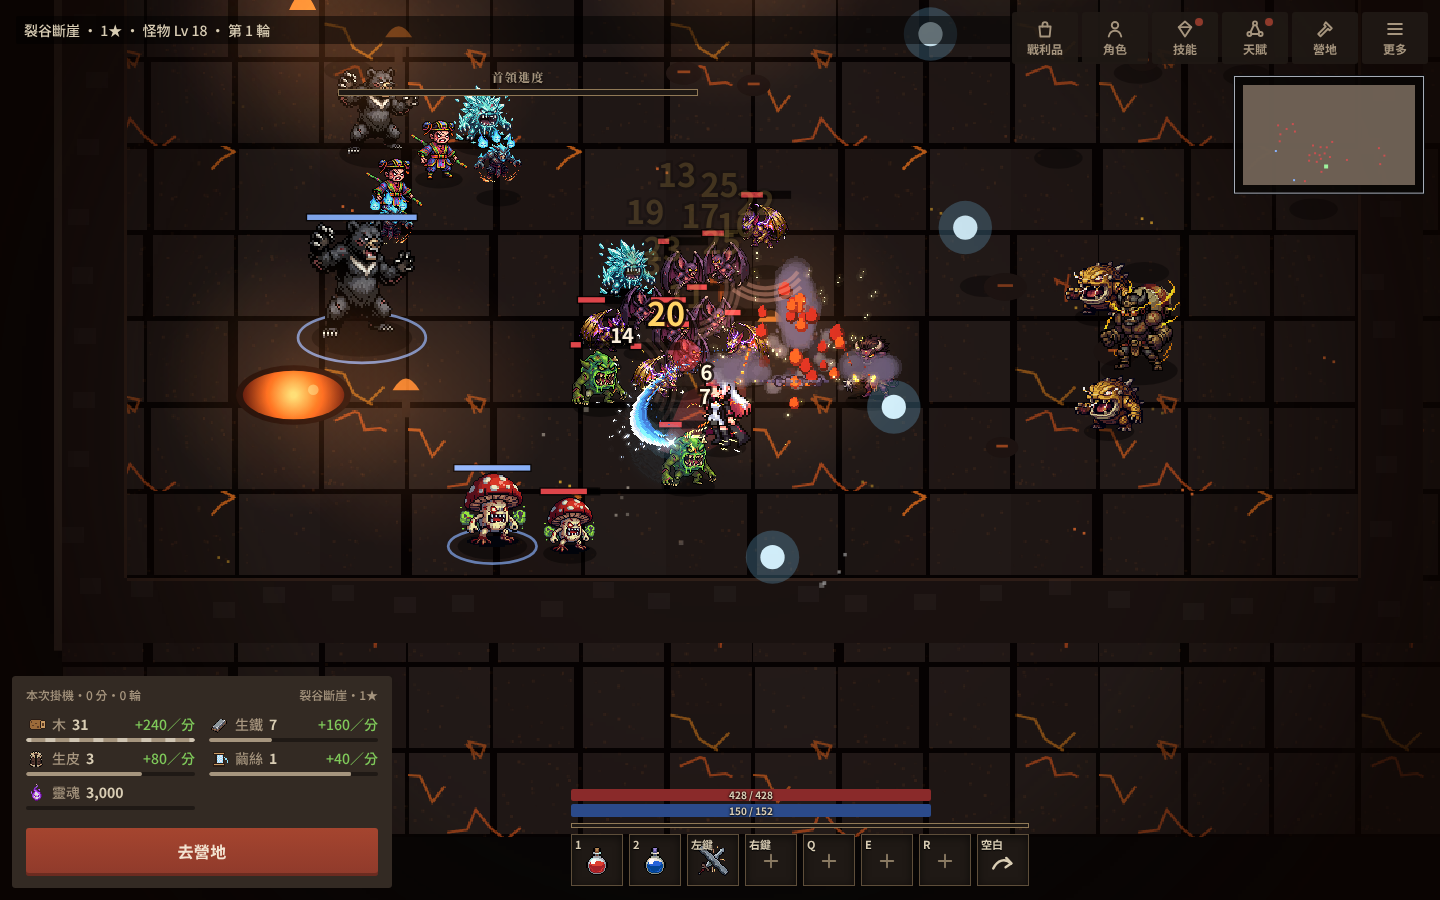 裂谷斷崖 · 1★ · 怪物 Lv 18 · 第 1 輪
戰利品
角色
技能
天賦
營地
更多
首領進度
13
25
19
17
20
14
6
7
本次掛機·0 分·0 輪
裂谷斷崖·1★
木 31 +240／分
生鐵 7 +160／分
生皮 3 +80／分
繭絲 1 +40／分
靈魂 3,000
去營地
428 / 428
150 / 152
1
2
左鍵
右鍵
Q
E
R
空白